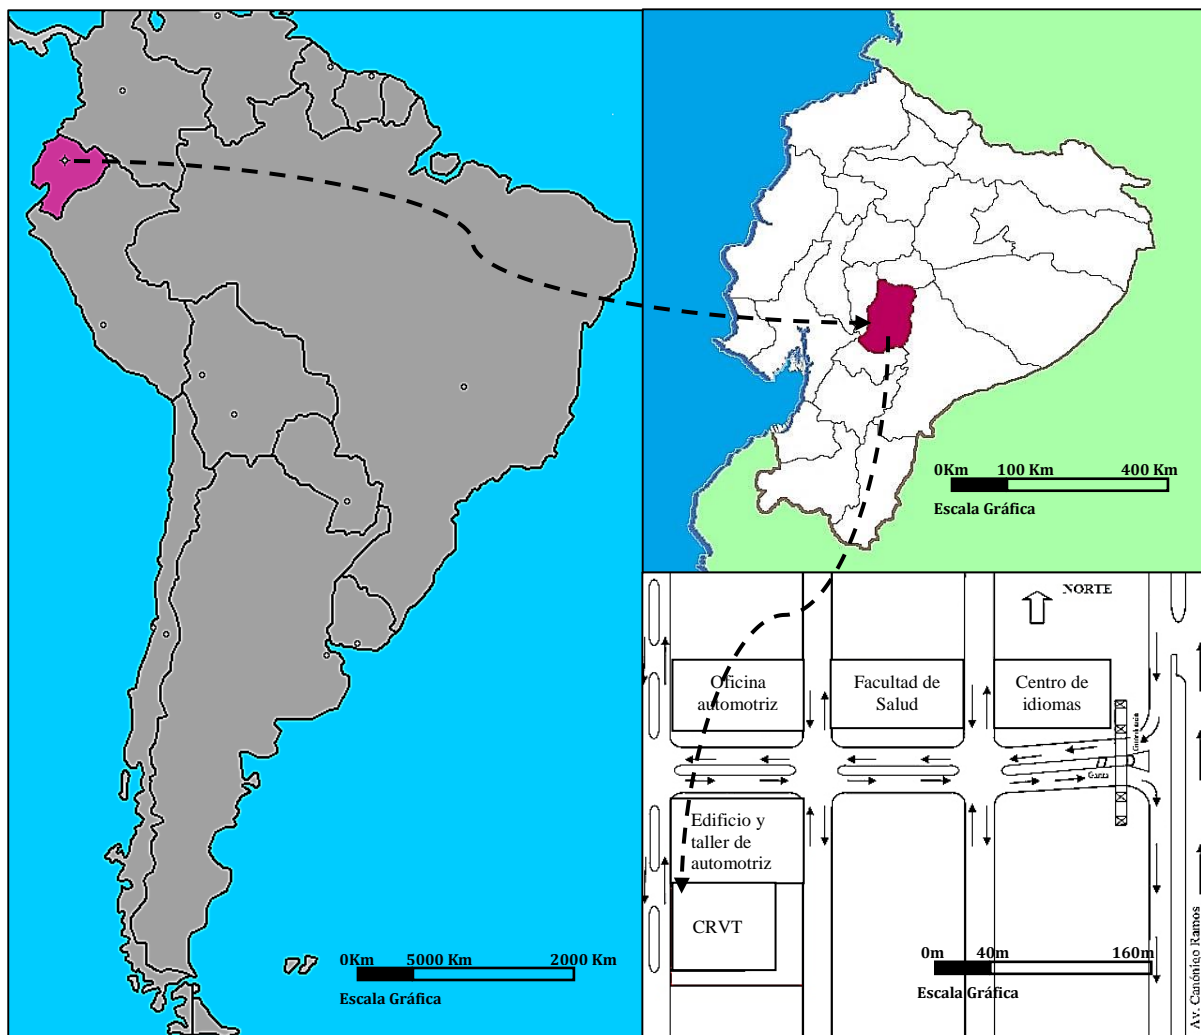 0Km 5000 Km 2000 Km
Escala Gráfica
0Km 100 Km 400 Km
Escala Gráfica
NORTE
Oficina
automotriz
Facultad de
Salud
Centro de
idiomas
Garita
Edificio y
taller de
automotriz
CRVT
0m 40m 160m
Escala Gráfica
Av. Canónigo Ramos